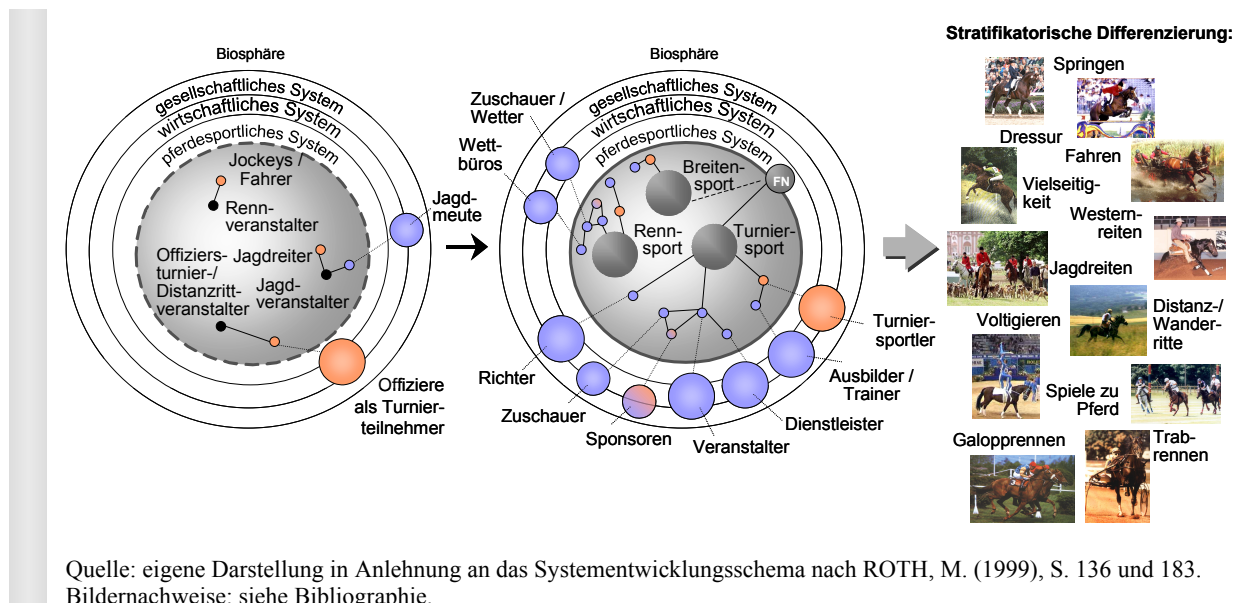 Biosphäre
gesellschaftliches System
wirtschaftliches System
pferdesportliches System
Jockeys /
Fahrer
Renn-
veranstalter
Offiziers-
turnier-/
Distanzritt-
veranstalter
Jagdreiter
Jagd-
veranstalter
Jagd-
meute
Offiziere
als Turnier-
teilnehmer
Biosphäre
gesellschaftliches System
wirtschaftliches System
pferdesportliches System
Zuschauer /
Wetter
Wett-
büros
Breiten-
sport
FN
Renn-
sport
Turnier-
sport
Richter
Zuschauer
Sponsoren
Veranstalter
Dienstleister
Ausbilder /
Trainer
Turnier-
sportler
Stratifikatorische Differenzierung:
Springen
Dressur
Fahren
Vielseitig-
keit
Western-
reiten
Jagdreiten
Voltigieren
Distanz-/
Wander-
ritte
Spiele zu
Pferd
Galopprennen
Trab-
rennen
Quelle: eigene Darstellung in Anlehnung an das Systementwicklungsschema nach ROTH, M. (1999), S. 136 und 183.
Bildernachweise: siehe Bibliographie.